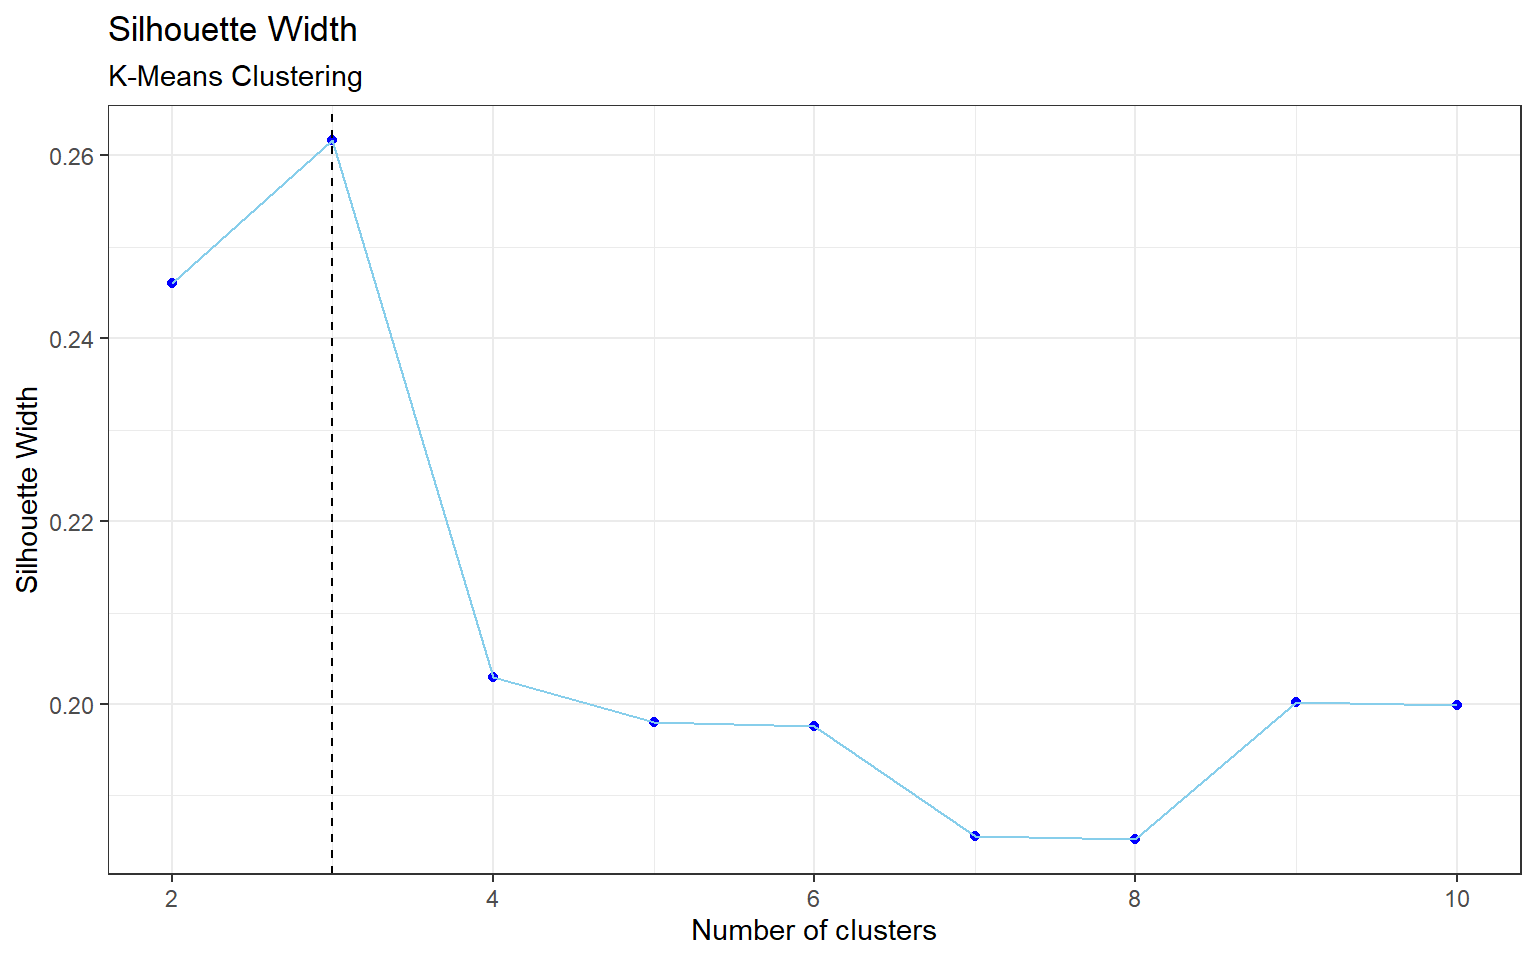 Silhouette Width
K-Means Clustering
Silhouette Width
0.26
0.24
0.22
0.20
2 4 6 8 10
Number of clusters